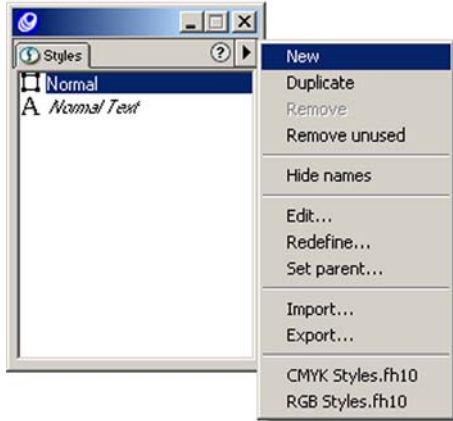 Styles
?
Normal
A Normal Text
New
Duplicate
Remove
Remove unused
Hide names
Edit...
Redefine...
Set parent...
Import...
Export...
CMYK Styles.fh10
RGB Styles.fh10